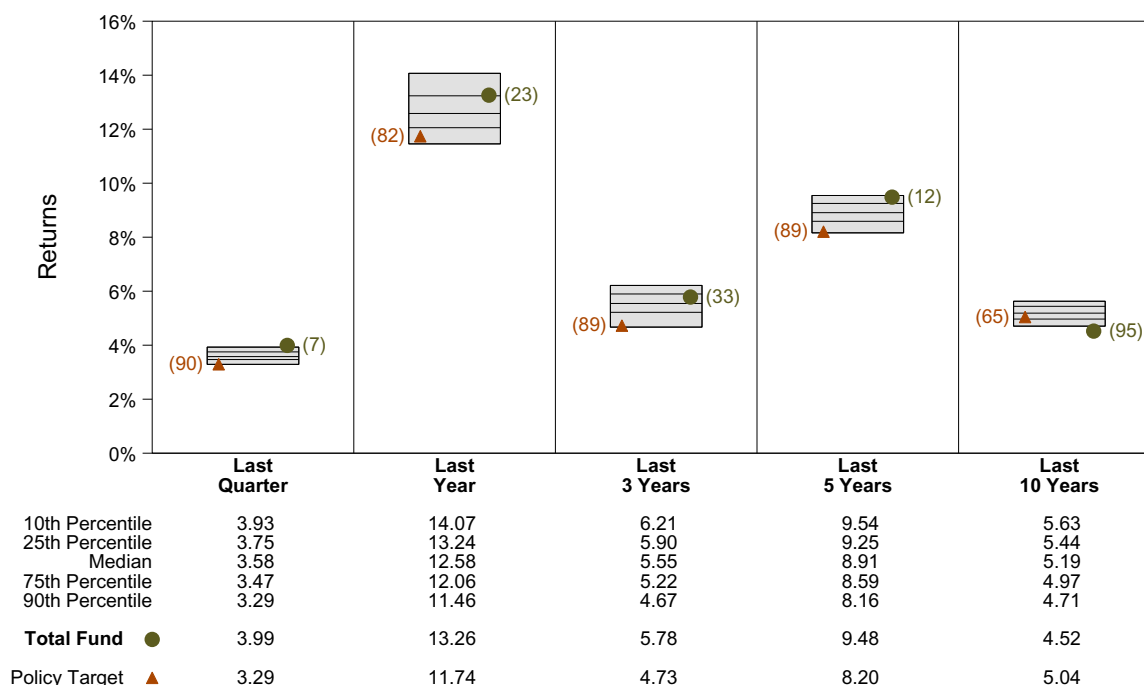 16%
14%
12%
10%
8%
6%
4%
2%
0%
Returns
(90)
(7)
(82)
(23)
(89)
(33)
(89)
(12)
(65)
(95)
Last Quarter
Last Year
Last 3 Years
Last 5 Years
Last 10 Years
10th Percentile 3.93 14.07 6.21 9.54 5.63
25th Percentile 3.75 13.24 5.90 9.25 5.44
Median 3.58 12.58 5.55 8.91 5.19
75th Percentile 3.47 12.06 5.22 8.59 4.97
90th Percentile 3.29 11.46 4.67 8.16 4.71
Total Fund 3.99 13.26 5.78 9.48 4.52
Policy Target 3.29 11.74 4.73 8.20 5.04